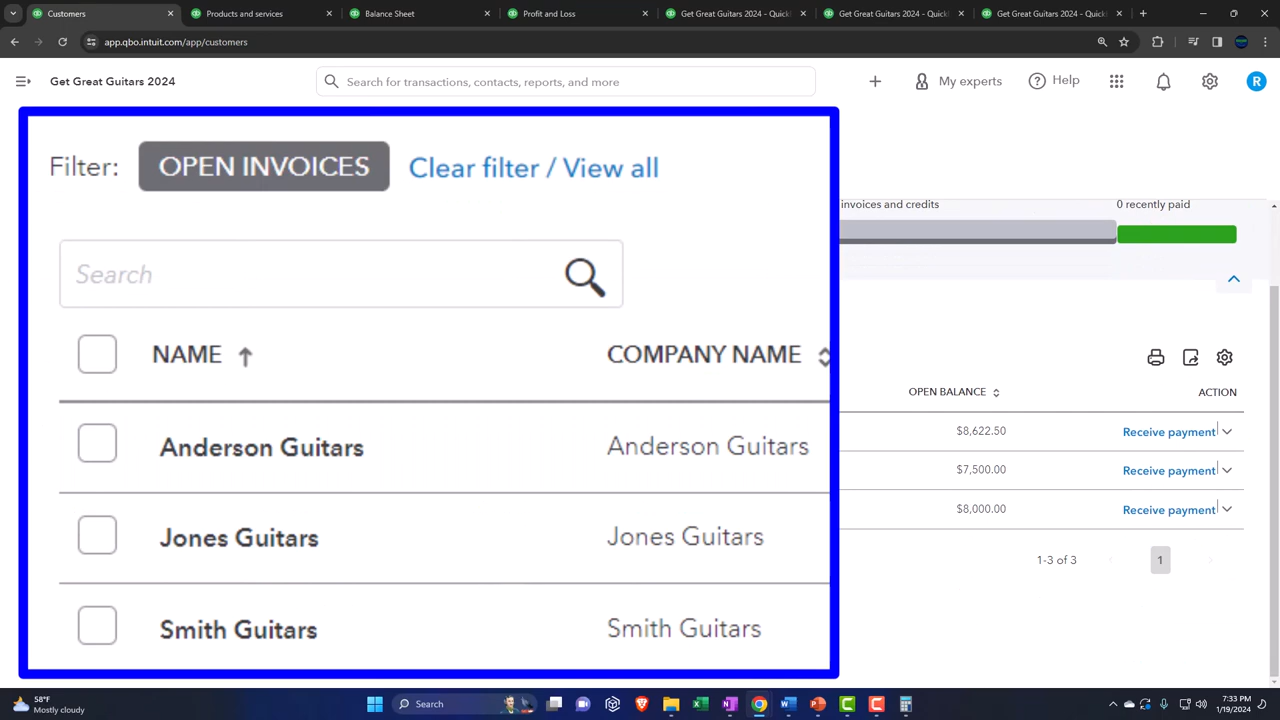 Customers
Products and services
Balance Sheet
Profit and Loss
Get Great Guitars 2024 - Quick
Get Great Guitars 2024 - Quick
Get Great Guitars 2024 - Quick
app.qbo.intuit.com/app/customers
Get Great Guitars 2024
Search for transactions, contacts, reports, and more
My experts
Help
R
Filter: OPEN INVOICES Clear filter / View all
invoices and credits
0 recently paid
Search
NAME COMPANY NAME OPEN BALANCE ACTION
Anderson Guitars Anderson Guitars $8,622.50 Receive payment
Jones Guitars Jones Guitars $7,500.00 Receive payment
Smith Guitars Smith Guitars $8,000.00 Receive payment
1-3 of 3 1
58°F
Mostly cloudy
Search
7:33 PM
1/19/2024